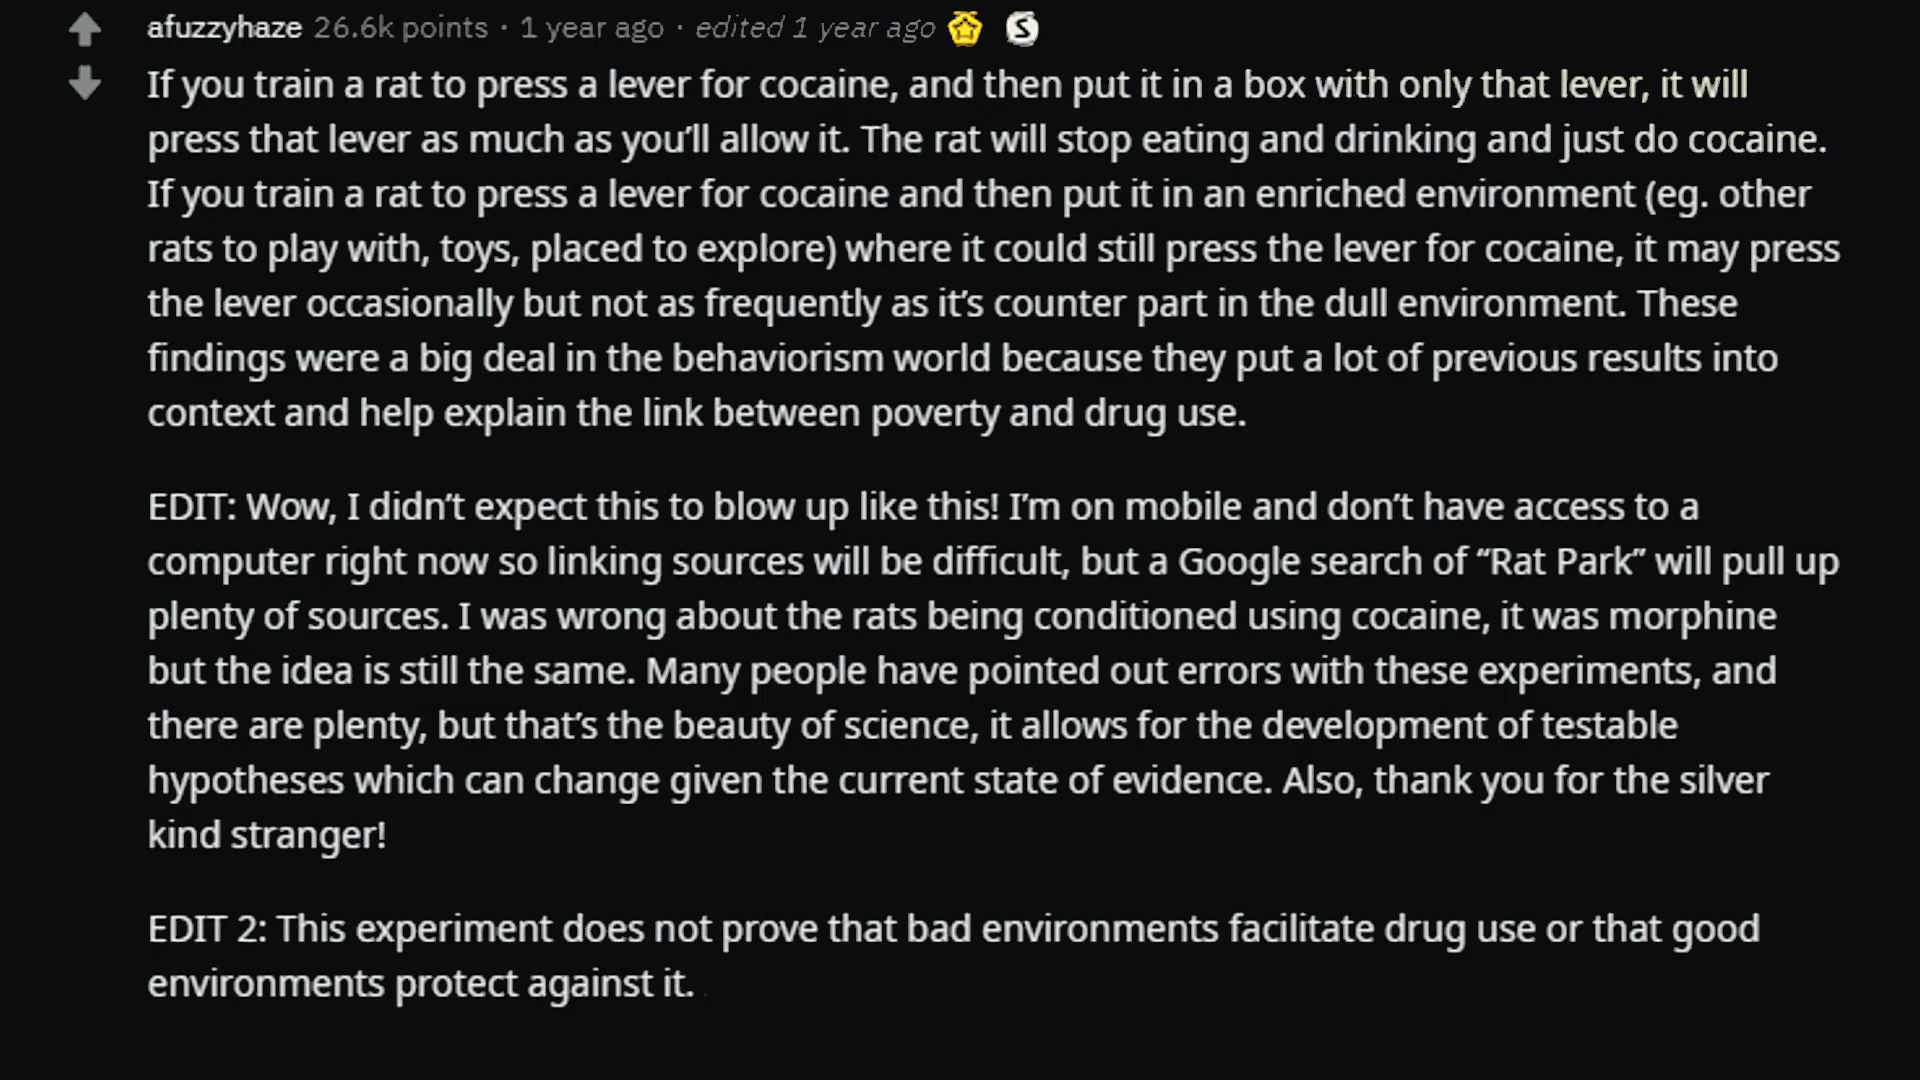 afuzzyhaze 26.6k points · 1 year ago · edited 1 year ago S
If you train a rat to press a lever for cocaine, and then put it in a box with only that lever, it will
press that lever as much as you’ll allow it. The rat will stop eating and drinking and just do cocaine.
If you train a rat to press a lever for cocaine and then put it in an enriched environment (eg. other
rats to play with, toys, placed to explore) where it could still press the lever for cocaine, it may press
the lever occasionally but not as frequently as it’s counter part in the dull environment. These
findings were a big deal in the behaviorism world because they put a lot of previous results into
context and help explain the link between poverty and drug use.
EDIT: Wow, I didn’t expect this to blow up like this! I’m on mobile and don’t have access to a
computer right now so linking sources will be difficult, but a Google search of “Rat Park” will pull up
plenty of sources. I was wrong about the rats being conditioned using cocaine, it was morphine
but the idea is still the same. Many people have pointed out errors with these experiments, and
there are plenty, but that’s the beauty of science, it allows for the development of testable
hypotheses which can change given the current state of evidence. Also, thank you for the silver
kind stranger!
EDIT 2: This experiment does not prove that bad environments facilitate drug use or that good
environments protect against it.